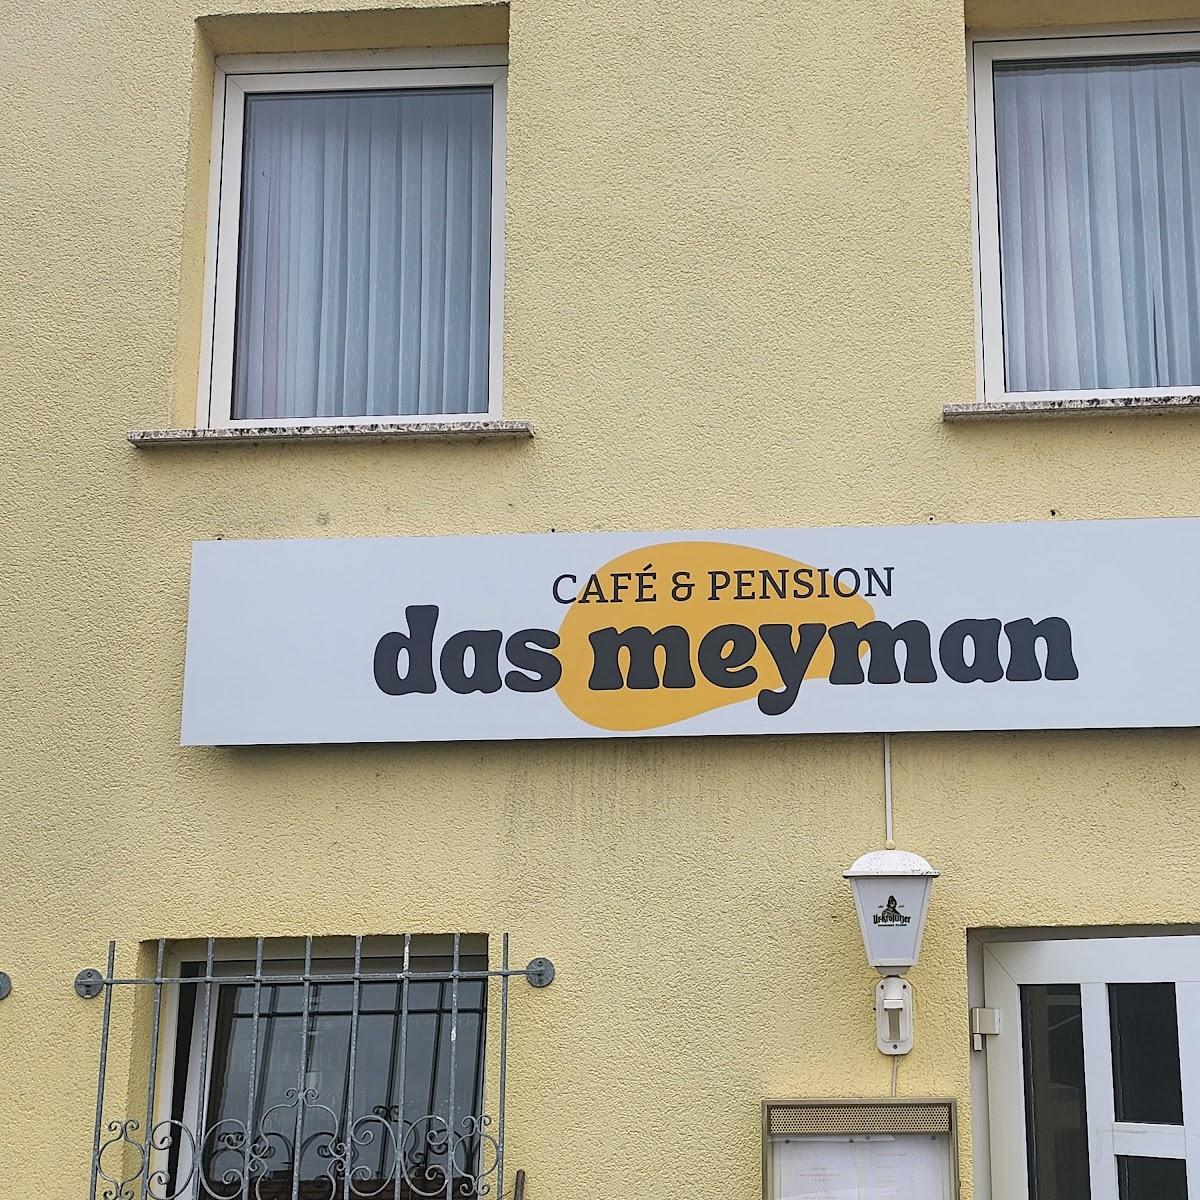 CAFÉ & PENSION
das meyman
Ur-Krostitzer